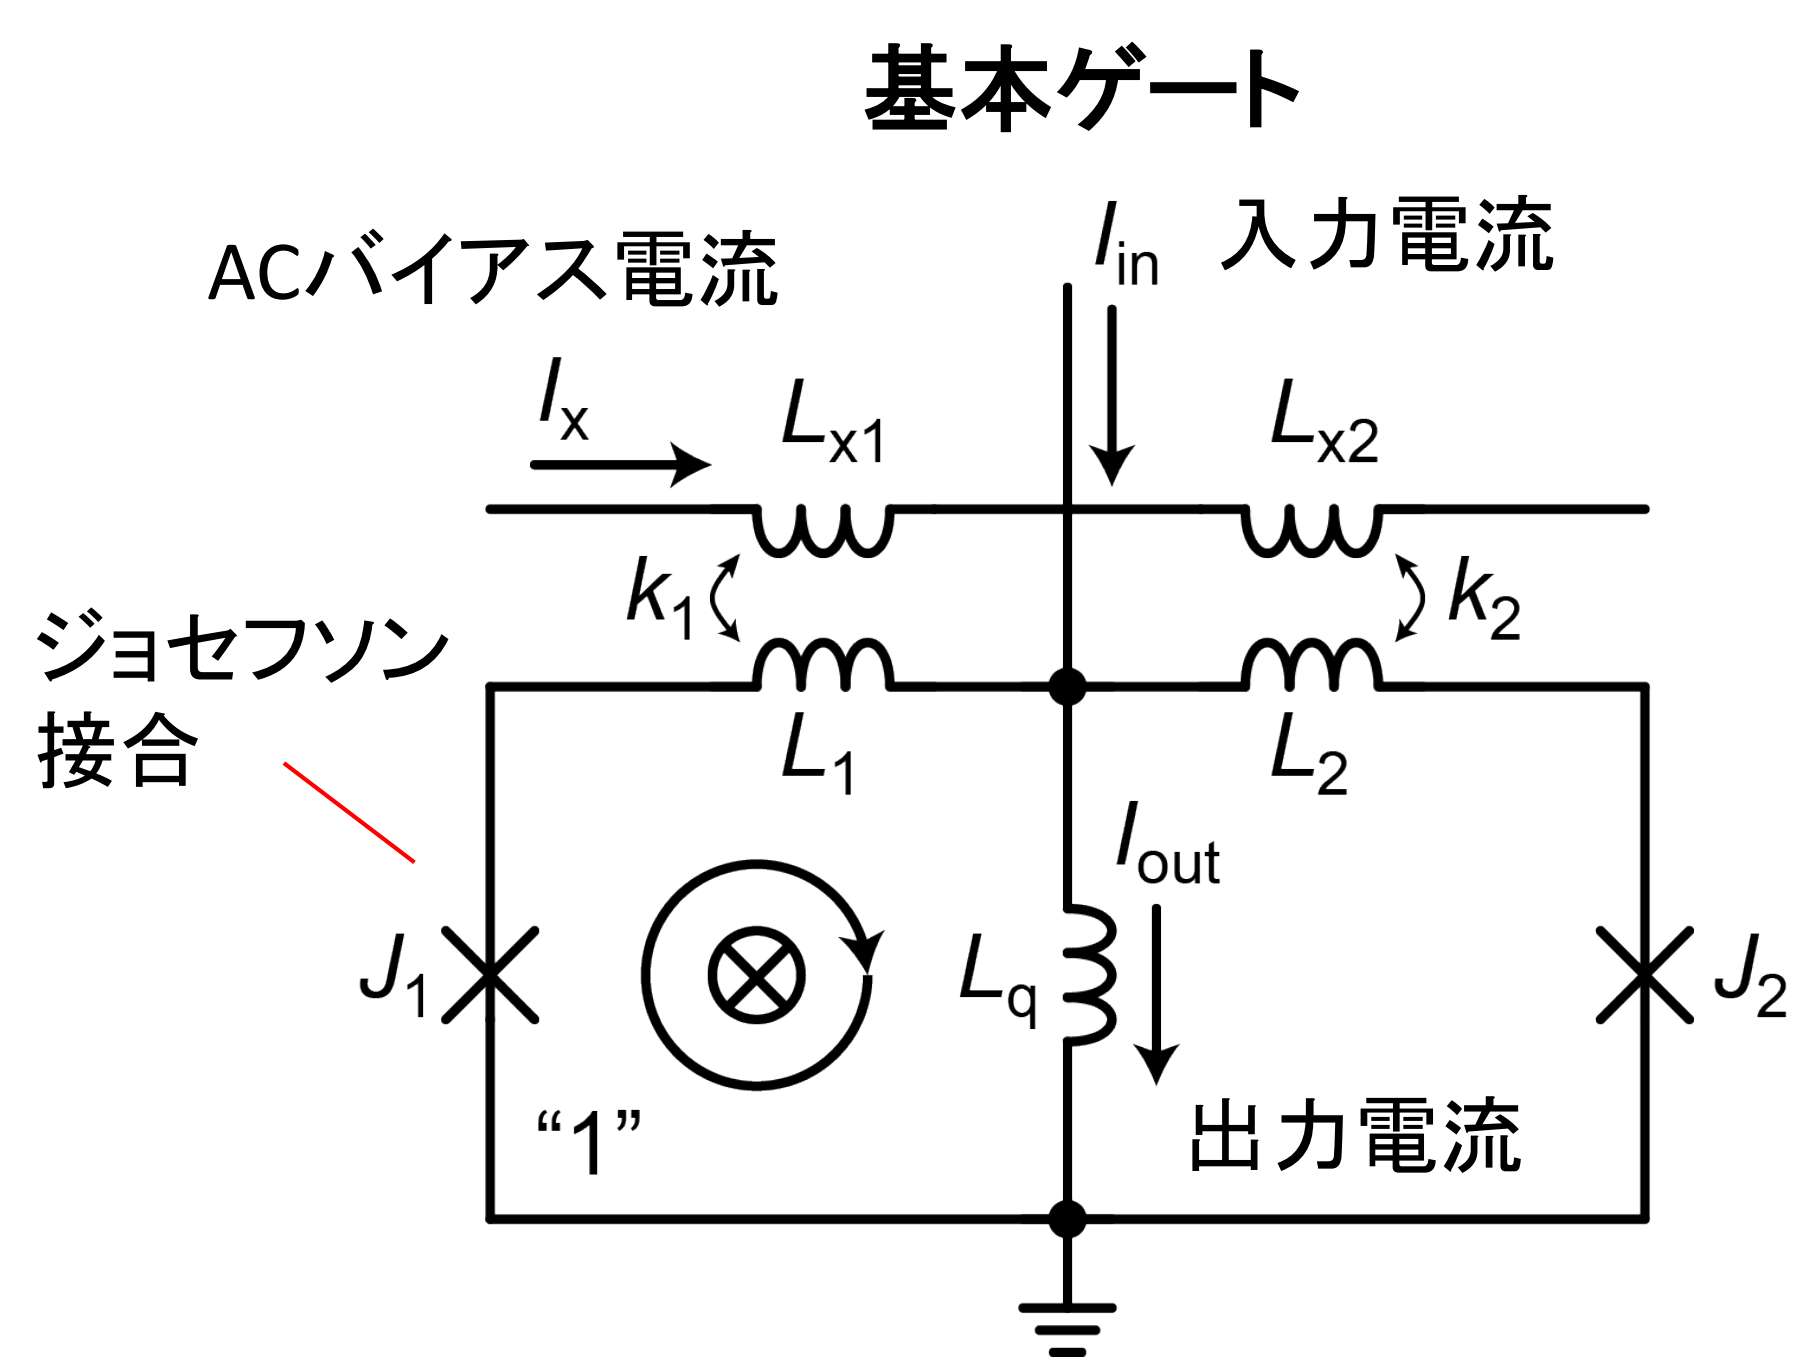 基本ゲート
ACバイアス電流
Iin 入力電流
Ix
Lx1
Lx2
k1
k2
ジョセフソン
接合
L1
L2
Iout
J1
Lq
J2
“1”
出力電流